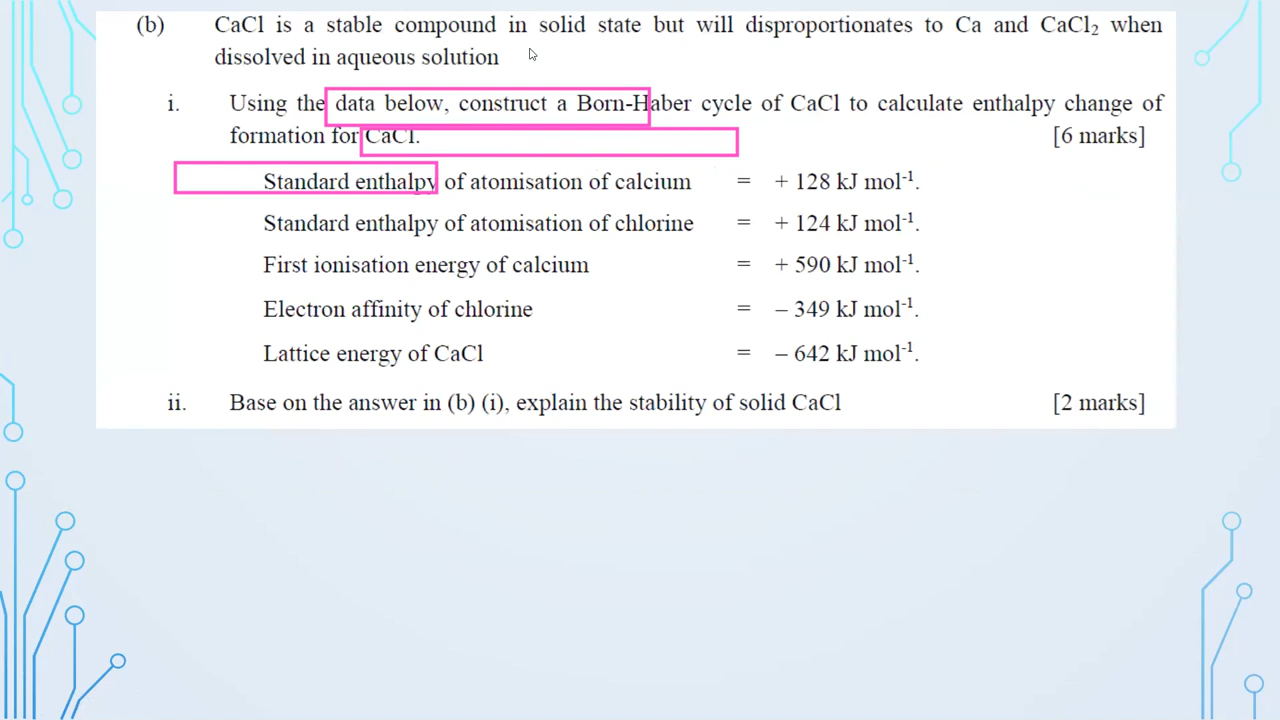 (b) CaCl is a stable compound in solid state but will disproportionates to Ca and CaCl₂ when
dissolved in aqueous solution
i. Using the data below, construct a Born-Haber cycle of CaCl to calculate enthalpy change of
formation for CaCl. [6 marks]
Standard enthalpy of atomisation of calcium = + 128 kJ mol⁻¹.
Standard enthalpy of atomisation of chlorine = + 124 kJ mol⁻¹.
First ionisation energy of calcium = + 590 kJ mol⁻¹.
Electron affinity of chlorine = – 349 kJ mol⁻¹.
Lattice energy of CaCl = – 642 kJ mol⁻¹.
ii. Base on the answer in (b) (i), explain the stability of solid CaCl [2 marks]